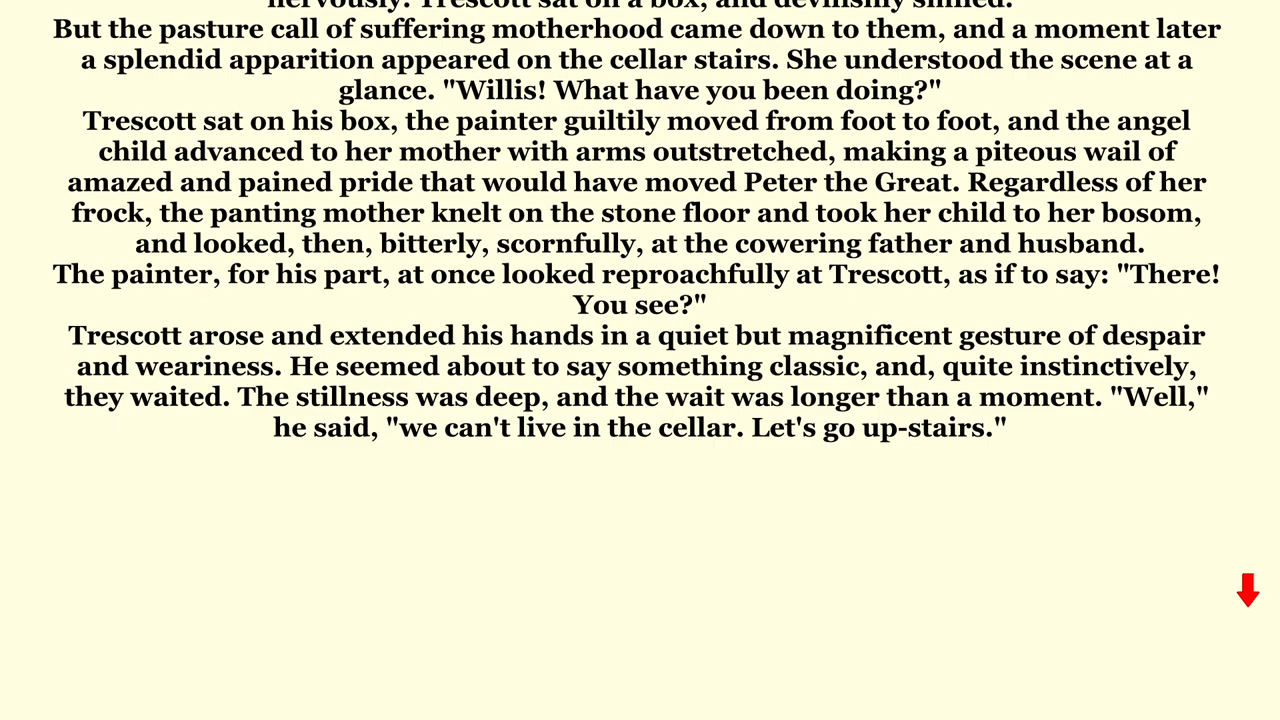 nervously. Trescott sat on a box, and devilishly smiled.
But the pasture call of suffering motherhood came down to them, and a moment later
a splendid apparition appeared on the cellar stairs. She understood the scene at a
glance. "Willis! What have you been doing?"
Trescott sat on his box, the painter guiltily moved from foot to foot, and the angel
child advanced to her mother with arms outstretched, making a piteous wail of
amazed and pained pride that would have moved Peter the Great. Regardless of her
frock, the panting mother knelt on the stone floor and took her child to her bosom,
and looked, then, bitterly, scornfully, at the cowering father and husband.
The painter, for his part, at once looked reproachfully at Trescott, as if to say: "There!
You see?"
Trescott arose and extended his hands in a quiet but magnificent gesture of despair
and weariness. He seemed about to say something classic, and, quite instinctively,
they waited. The stillness was deep, and the wait was longer than a moment. "Well,"
he said, "we can't live in the cellar. Let's go up-stairs."